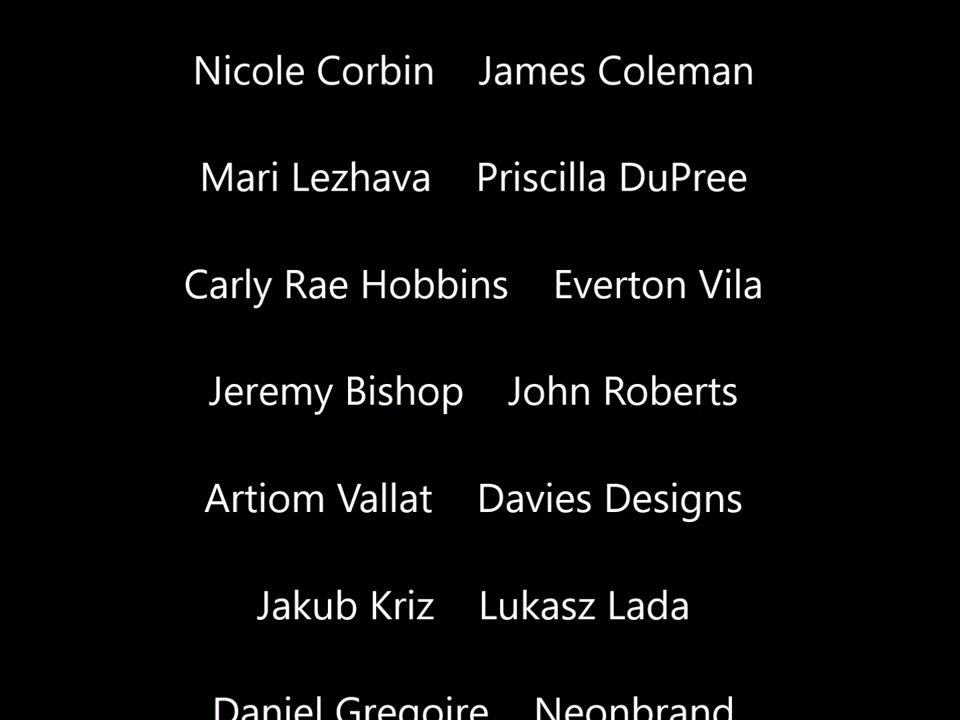 Nicole Corbin James Coleman
Mari Lezhava Priscilla DuPree
Carly Rae Hobbins Everton Vila
Jeremy Bishop John Roberts
Artiom Vallat Davies Designs
Jakub Kriz Lukasz Lada
Daniel Gregoire Neonbrand